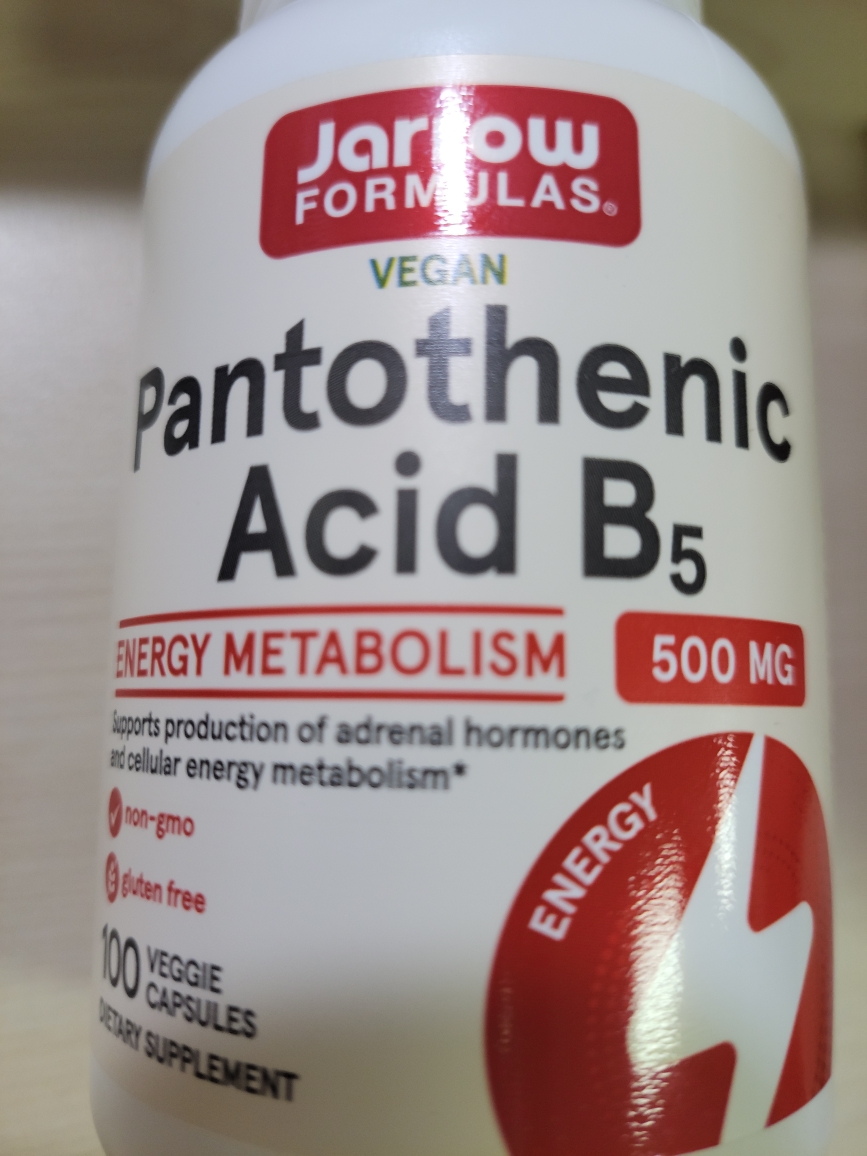 Jarrow
FORMULAS®
VEGAN
Pantothenic
Acid B5
ENERGY METABOLISM
500 MG
Supports production of adrenal hormones
and cellular energy metabolism*
non-gmo
gluten free
ENERGY
100 VEGGIE
CAPSULES
DIETARY SUPPLEMENT